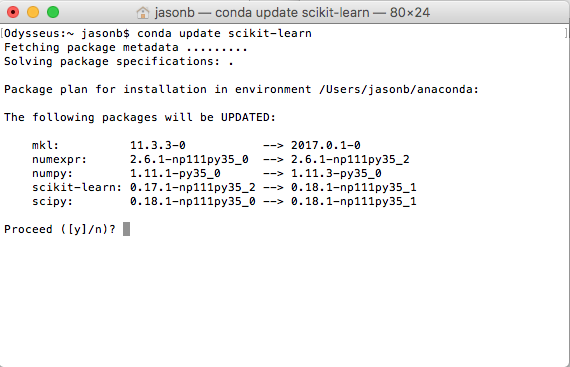 jasonb — conda update scikit-learn — 80×24
[Odysseus:~ jasonb$ conda update scikit-learn ]
Fetching package metadata .........
Solving package specifications: .
Package plan for installation in environment /Users/jasonb/anaconda:
The following packages will be UPDATED:
mkl: 11.3.3-0 --> 2017.0.1-0
numexpr: 2.6.1-np111py35_0 --> 2.6.1-np111py35_2
numpy: 1.11.1-py35_0 --> 1.11.3-py35_0
scikit-learn: 0.17.1-np111py35_2 --> 0.18.1-np111py35_1
scipy: 0.18.1-np111py35_0 --> 0.18.1-np111py35_1
Proceed ([y]/n)?